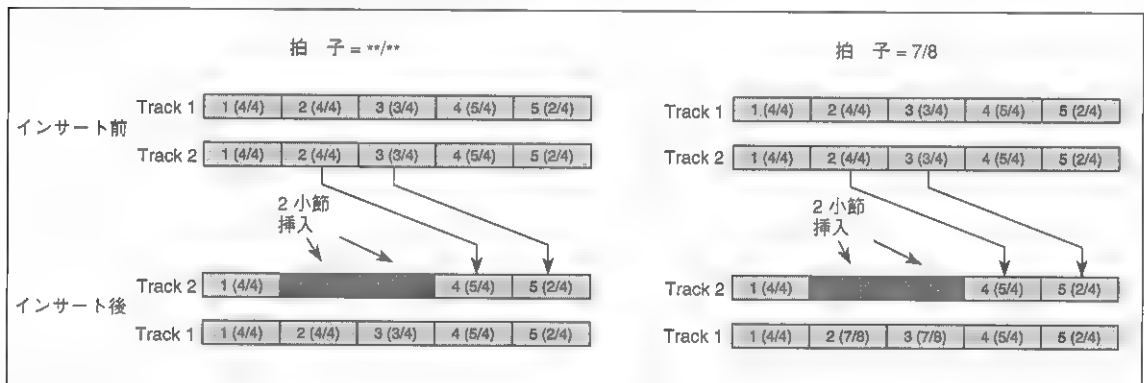 拍 子 = **/**
拍 子 = 7/8
インサート前
Track 1 1 (4/4) 2 (4/4) 3 (3/4) 4 (5/4) 5 (2/4)
Track 2 1 (4/4) 2 (4/4) 3 (3/4) 4 (5/4) 5 (2/4)
2 小節
挿入
インサート後
Track 2 1 (4/4) 4 (5/4) 5 (2/4)
Track 1 1 (4/4) 2 (4/4) 3 (3/4) 4 (5/4) 5 (2/4)
Track 1 1 (4/4) 2 (4/4) 3 (3/4) 4 (5/4) 5 (2/4)
Track 2 1 (4/4) 2 (4/4) 3 (3/4) 4 (5/4) 5 (2/4)
2 小節
挿入
Track 2 1 (4/4) 4 (5/4) 5 (2/4)
Track 1 1 (4/4) 2 (7/8) 3 (7/8) 4 (5/4) 5 (2/4)